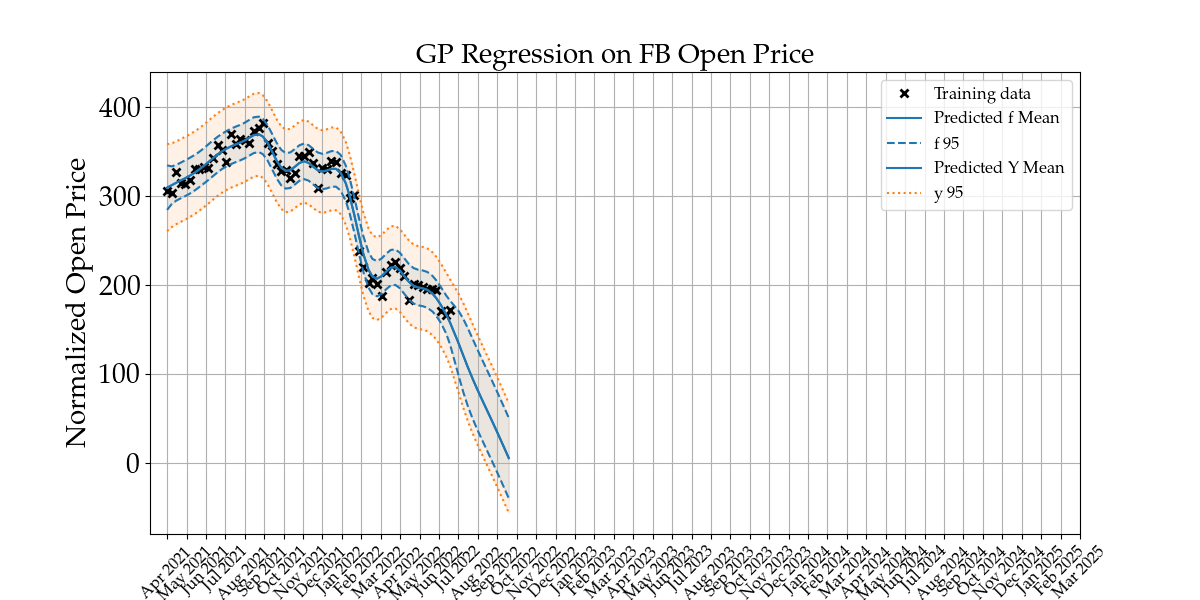 GP Regression on FB Open Price
Normalized Open Price
400
300
200
100
0
Training data
Predicted f Mean
f 95
Predicted Y Mean
y 95
Apr 2021
May 2021
Jun 2021
Jul 2021
Aug 2021
Sep 2021
Oct 2021
Nov 2021
Dec 2021
Jan 2022
Feb 2022
Mar 2022
Apr 2022
May 2022
Jun 2022
Jul 2022
Aug 2022
Sep 2022
Oct 2022
Nov 2022
Dec 2022
Jan 2023
Feb 2023
Mar 2023
Apr 2023
May 2023
Jun 2023
Jul 2023
Aug 2023
Sep 2023
Oct 2023
Nov 2023
Dec 2023
Jan 2024
Feb 2024
Mar 2024
Apr 2024
May 2024
Jun 2024
Jul 2024
Aug 2024
Sep 2024
Oct 2024
Nov 2024
Dec 2024
Jan 2025
Feb 2025
Mar 2025